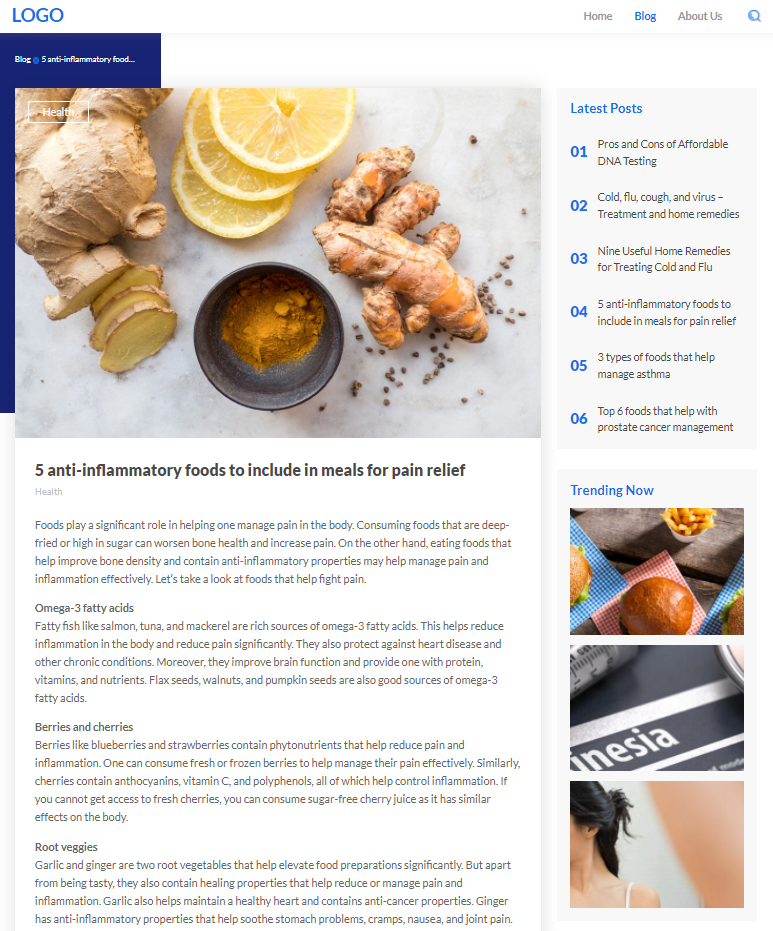 LOGO
Home Blog About Us
Blog 5 anti-inflammatory food...
Health
5 anti-inflammatory foods to include in meals for pain relief
Health
Foods play a significant role in helping one manage pain in the body. Consuming foods that are deep-
fried or high in sugar can worsen bone health and increase pain. On the other hand, eating foods that
help improve bone density and contain anti-inflammatory properties may help manage pain and
inflammation effectively. Let's take a look at foods that help fight pain.
Omega-3 fatty acids
Fatty fish like salmon, tuna, and mackerel are rich sources of omega-3 fatty acids. This helps reduce
inflammation in the body and reduce pain significantly. They also protect against heart disease and
other chronic conditions. Moreover, they improve brain function and provide one with protein,
vitamins, and nutrients. Flax seeds, walnuts, and pumpkin seeds are also good sources of omega-3
fatty acids.
Berries and cherries
Berries like blueberries and strawberries contain phytonutrients that help reduce pain and
inflammation. One can consume fresh or frozen berries to help manage their pain effectively. Similarly,
cherries contain anthocyanins, vitamin C, and polyphenols, all of which help control inflammation. If
you cannot get access to fresh cherries, you can consume sugar-free cherry juice as it has similar
effects on the body.
Root veggies
Garlic and ginger are two root vegetables that help elevate food preparations significantly. But apart
from being tasty, they also contain healing properties that help reduce or manage pain and
inflammation. Garlic also helps maintain a healthy heart and contains anti-cancer properties. Ginger
has anti-inflammatory properties that help soothe stomach problems, cramps, nausea, and joint pain.
Latest Posts
01 Pros and Cons of Affordable
DNA Testing
02 Cold, flu, cough, and virus –
Treatment and home remedies
03 Nine Useful Home Remedies
for Treating Cold and Flu
04 5 anti-inflammatory foods to
include in meals for pain relief
05 3 types of foods that help
manage asthma
06 Top 6 foods that help with
prostate cancer management
Trending Now
inesia